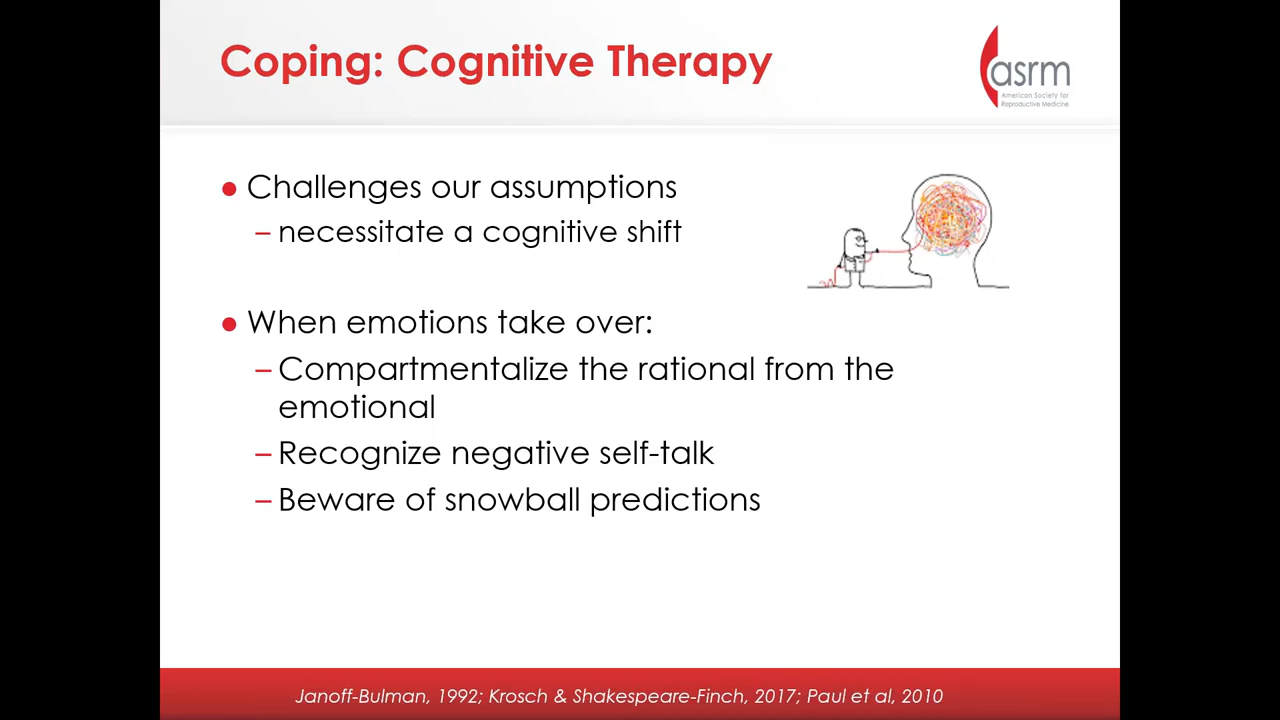 Coping: Cognitive Therapy
asrm
American Society for
Reproductive Medicine
● Challenges our assumptions
– necessitate a cognitive shift
● When emotions take over:
– Compartmentalize the rational from the
emotional
– Recognize negative self-talk
– Beware of snowball predictions
Janoff-Bulman, 1992; Krosch & Shakespeare-Finch, 2017; Paul et al, 2010